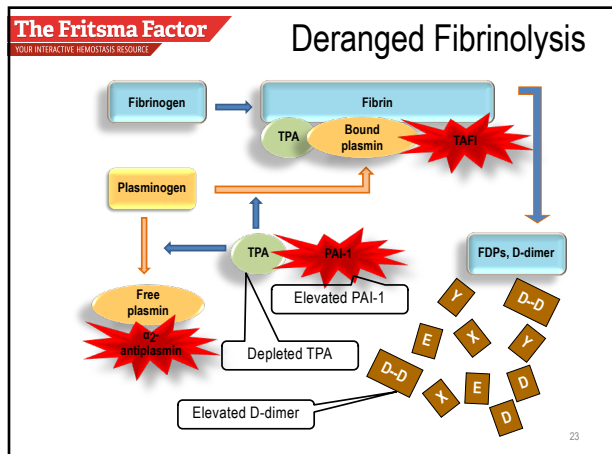 The Fritsma Factor
YOUR INTERACTIVE HEMOSTASIS RESOURCE
Deranged Fibrinolysis
Fibrinogen
Fibrin
TPA
Bound
plasmin
TAFI
Plasminogen
TPA
PAI-1
FDPs, D-dimer
Elevated PAI-1
Free
plasmin
α2-
antiplasmin
Depleted TPA
Elevated D-dimer
Y
D--D
E
X
Y
D--D
X
E
D
D
23